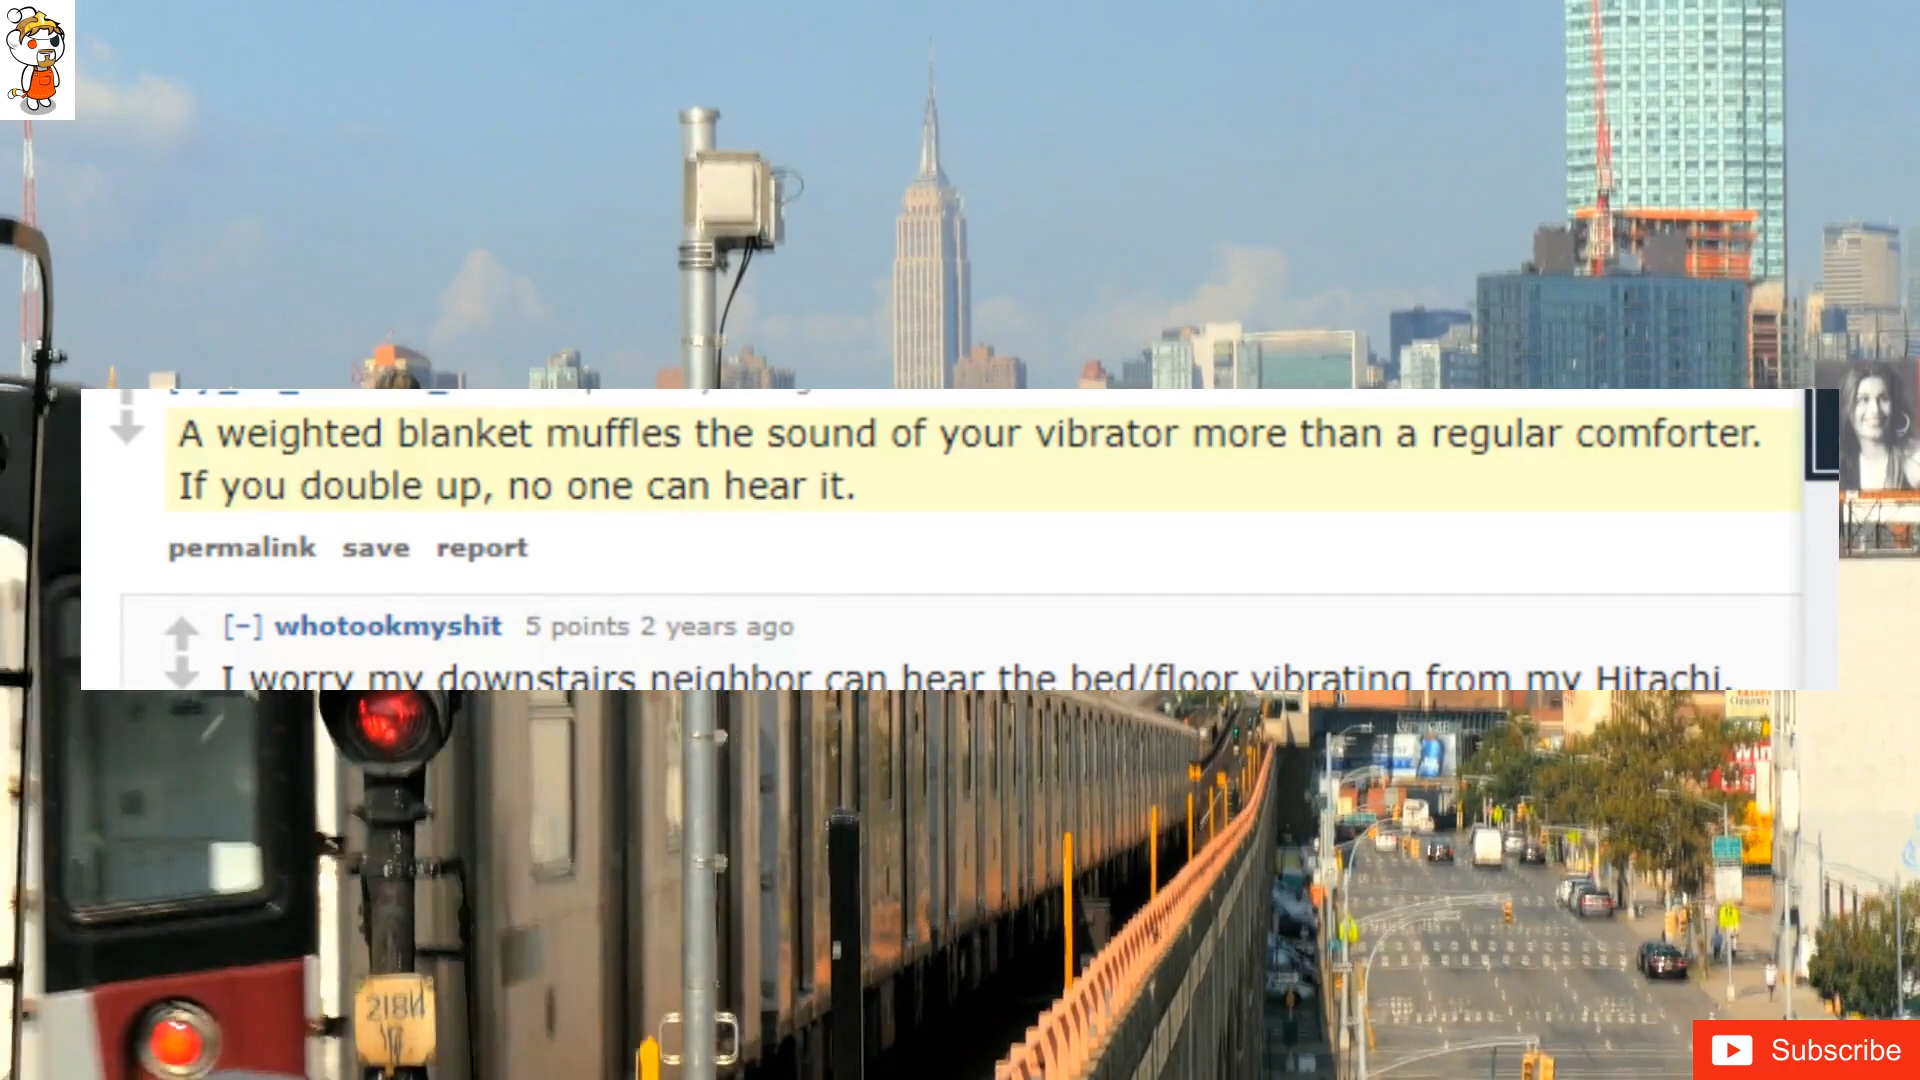 A weighted blanket muffles the sound of your vibrator more than a regular comforter.
If you double up, no one can hear it.
permalink save report
[-] whotookmyshit 5 points 2 years ago
I worry my downstairs neighbor can hear the bed/floor vibrating from my Hitachi.
Subscribe